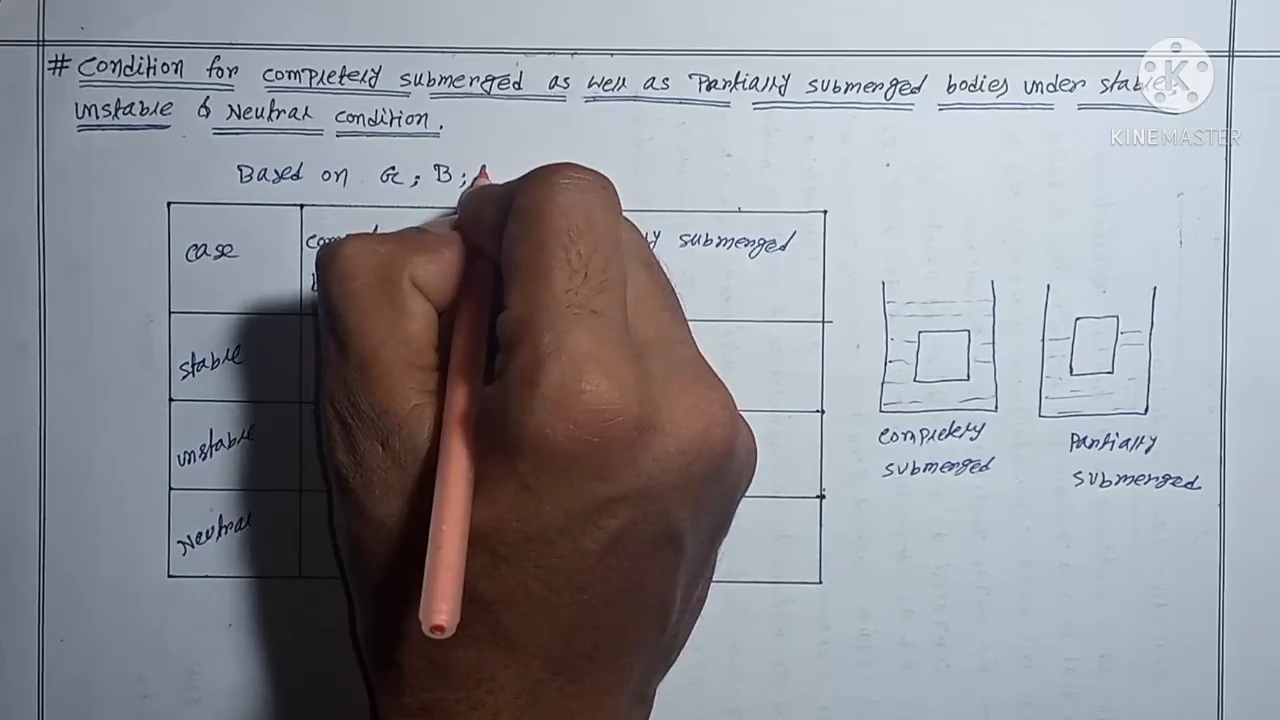 # Condition for completely submerged as well as Partially submerged bodies under stable,
unstable & Neutral condition.
Based on G ; B ;
case
submerged
stable
unstable
Neutral
completely
submerged
Partially
submerged
KINEMASTER